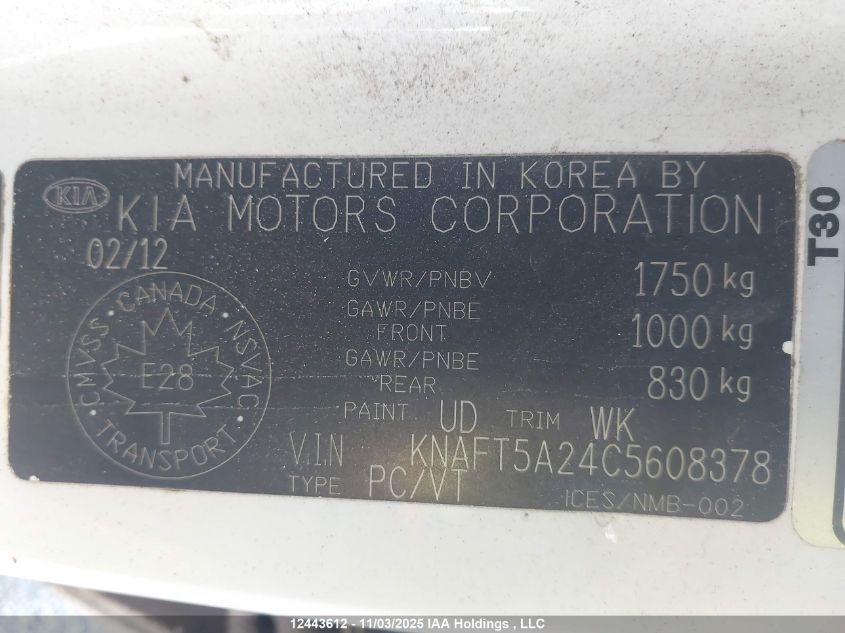 MANUFACTURED IN KOREA BY
KIA
KIA MOTORS CORPORATION
02/12
GVWR/PNBV 1750 kg
GAWR/PNBE FRONT 1000 kg
GAWR/PNBE REAR 830 kg
CMVSS CANADA NSVAC
E28
TRANSPORT
PAINT UD TRIM WK
V.I.N KNAFT5A24C5608378
TYPE PC/VT
ICES/NMB-002
T30
12443612 - 11/03/2025 IAA Holdings , LLC